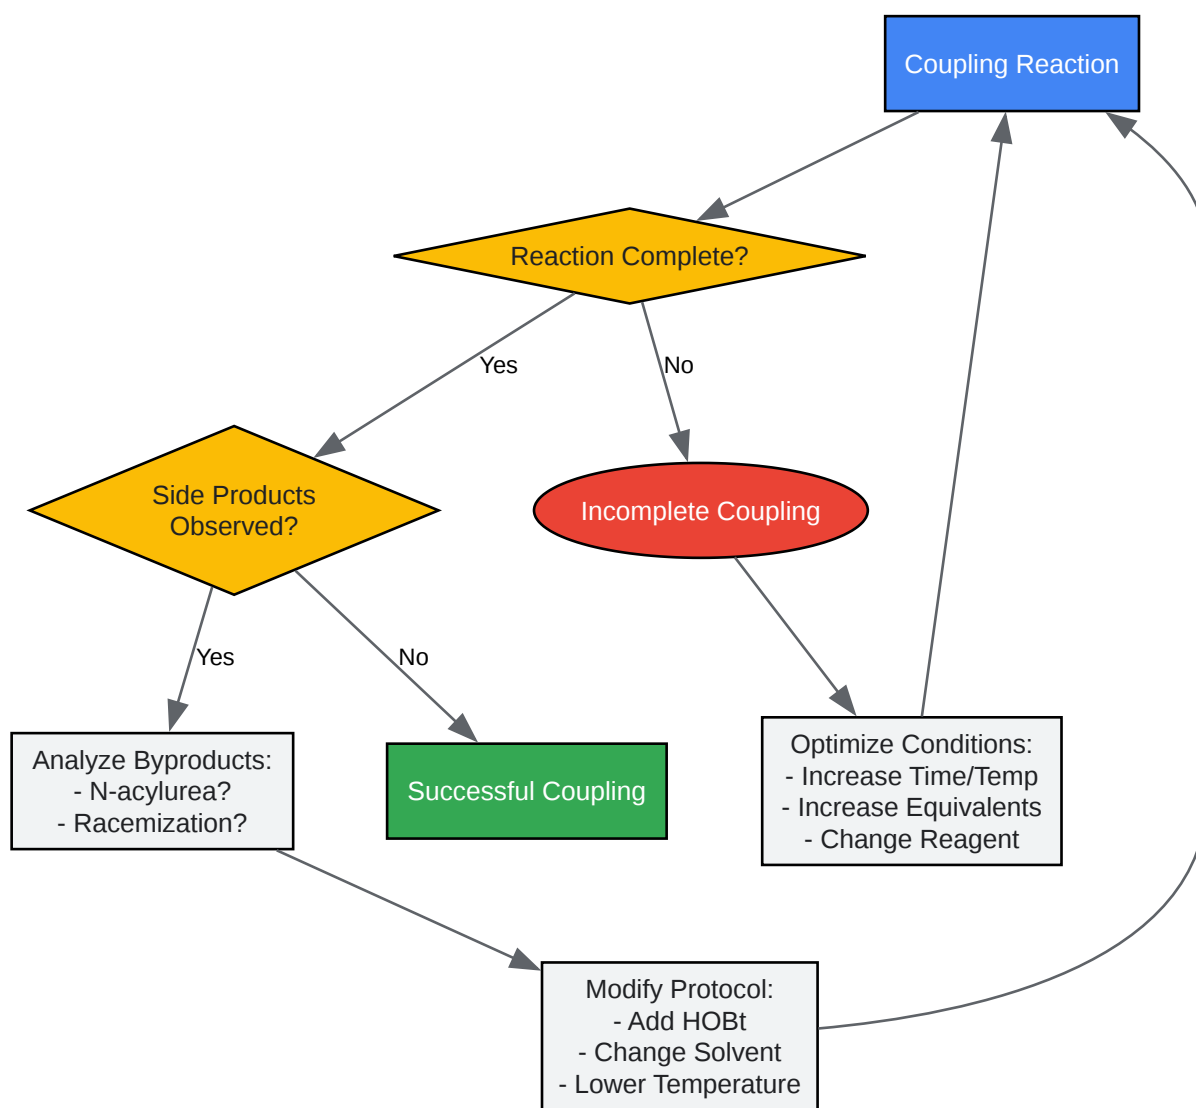 Coupling Reaction
Reaction Complete?
Yes
No
Side Products
Observed?
Incomplete Coupling
Yes
No
Analyze Byproducts:
- N-acylurea?
- Racemization?
Successful Coupling
Optimize Conditions:
- Increase Time/Temp
- Increase Equivalents
- Change Reagent
Modify Protocol:
- Add HOBt
- Change Solvent
- Lower Temperature